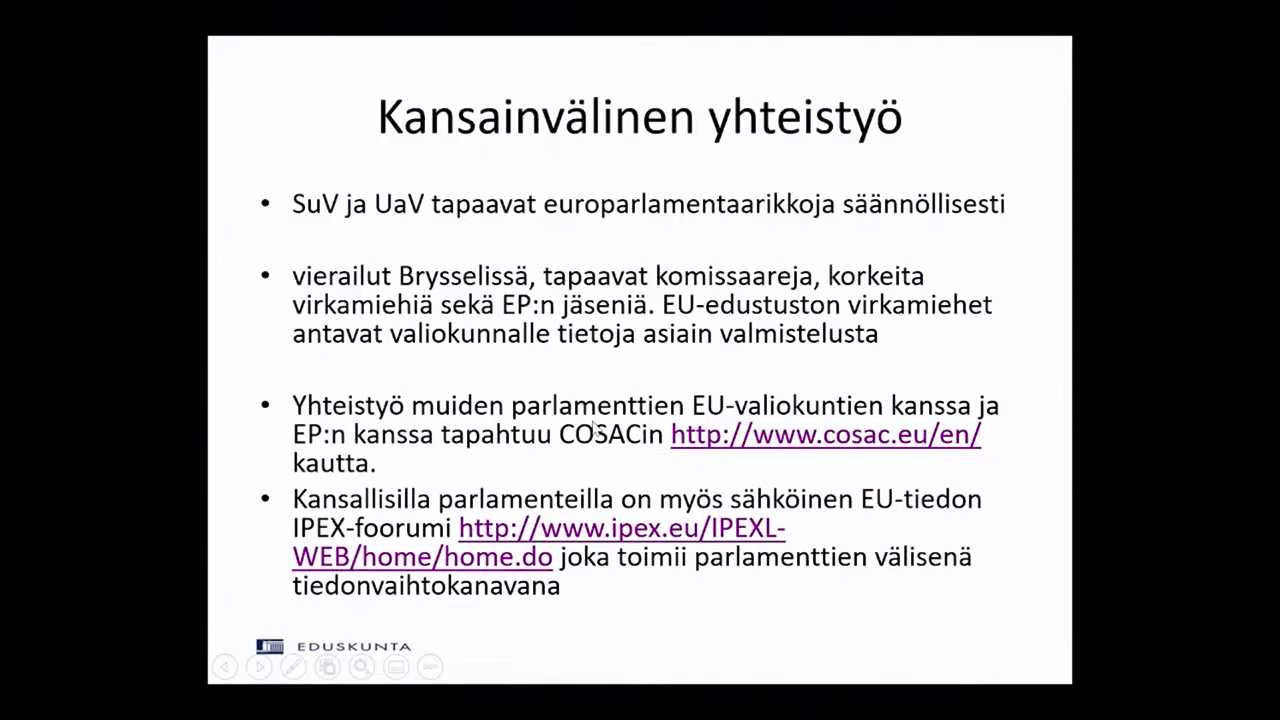 Kansainvälinen yhteistyö
• SuV ja UaV tapaavat europarlamentaarikkoja säännöllisesti
• vierailut Brysselissä, tapaavat komissaareja, korkeita
virkamiehiä sekä EP:n jäseniä. EU-edustuston virkamiehet
antavat valiokunnalle tietoja asiain valmistelusta
• Yhteistyö muiden parlamenttien EU-valiokuntien kanssa ja
EP:n kanssa tapahtuu COSACin http://www.cosac.eu/en/
kautta.
• Kansallisilla parlamenteilla on myös sähköinen EU-tiedon
IPEX-foorumi http://www.ipex.eu/IPEXL-
WEB/home/home.do joka toimii parlamenttien välisenä
tiedonvaihtokanavana
EDUSKUNTA